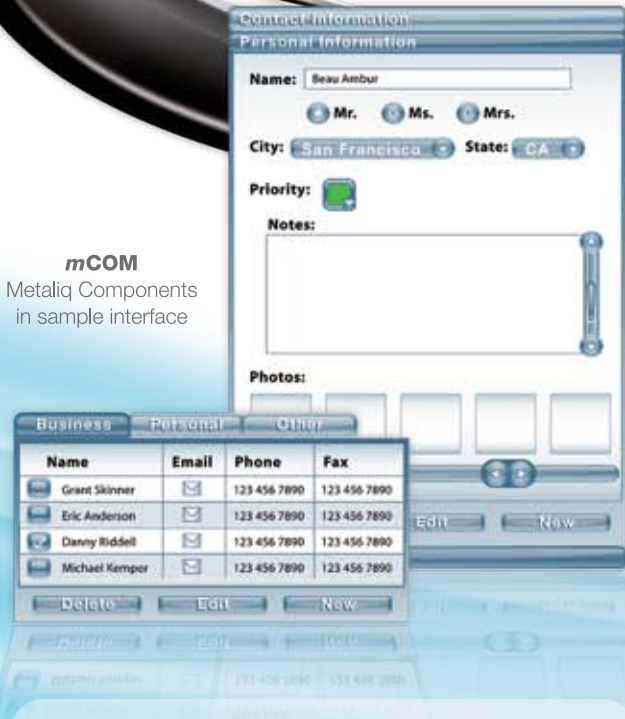 Contact Information
Personal Information
Name: Beau Ambur
Mr. Ms. Mrs.
City: San Francisco State: CA
Priority:
Notes:
mCOM
Metaliq Components
in sample interface
Photos:
Edit New
Business Personal Other
Name Email Phone Fax
Grant Skinner 123 456 7890 123 456 7890
Eric Anderson 123 456 7890 123 456 7890
Danny Riddell 123 456 7890 123 456 7890
Michael Kemper 123 456 7890 123 456 7890
Delete Edit New